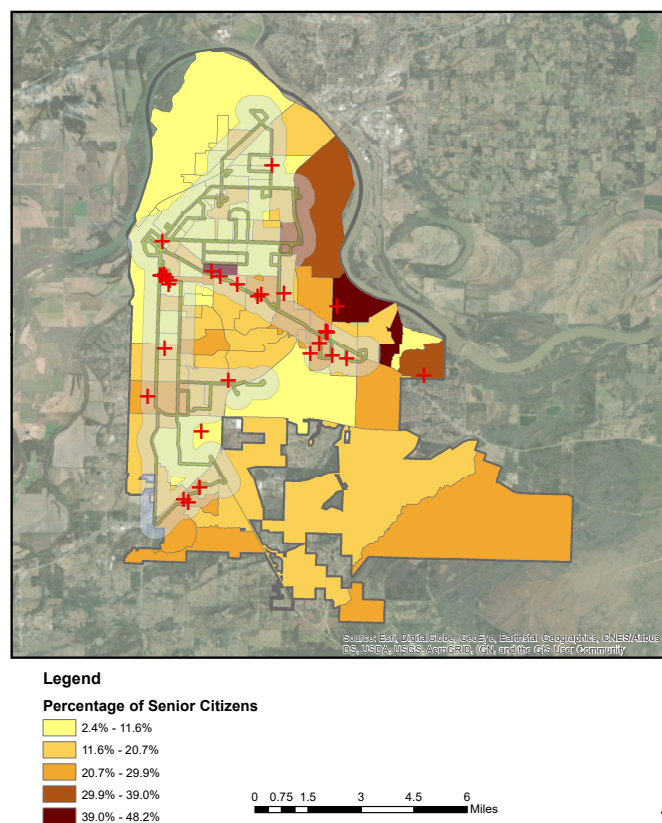 Source: Esri, DigitalGlobe, GeoEye, Earthstar Geographics, CNES/Airbus
DS, USDA, USGS, AeroGRID, IGN, and the GIS User Community
Legend
Percentage of Senior Citizens
2.4% - 11.6%
11.6% - 20.7%
20.7% - 29.9%
29.9% - 39.0%
39.0% - 48.2%
0 0.75 1.5 3 4.5 6
Miles